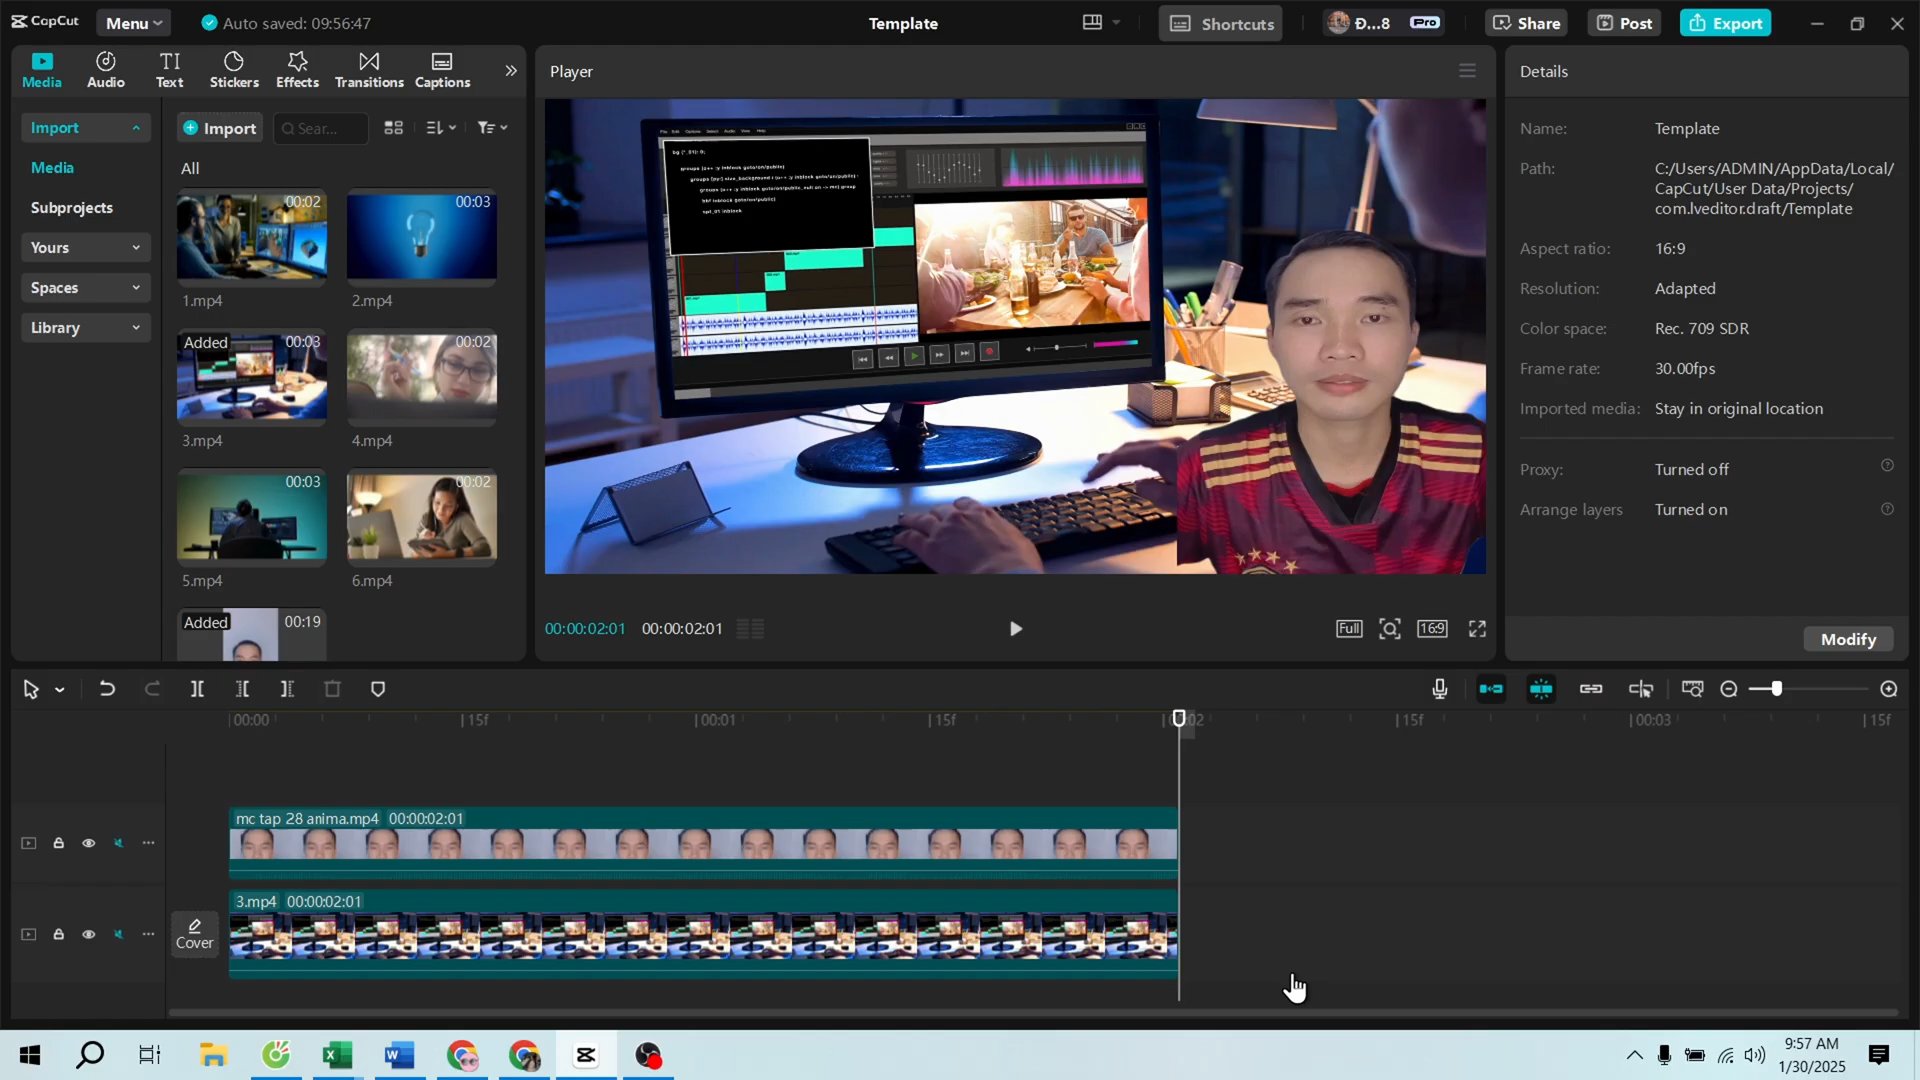 CapCut
Menu
Auto saved: 09:56:47
Template
Shortcuts
Đ...8
Pro
Share
Post
Export
Media
Audio
Text
Stickers
Effects
Transitions
Captions
Player
Details
Import
Import
Sear...
Media
Subprojects
Yours
Spaces
Library
All
00:02
1.mp4
00:03
2.mp4
Added
00:03
3.mp4
00:02
4.mp4
00:03
5.mp4
00:02
6.mp4
Added
00:19
00:00:02:01
00:00:02:01
Full
16:9
Name:
Template
Path:
C:/Users/ADMIN/AppData/Local/
CapCut/User Data/Projects/
com.lveditor.draft/Template
Aspect ratio:
16:9
Resolution:
Adapted
Color space:
Rec. 709 SDR
Frame rate:
30.00fps
Imported media:
Stay in original location
Proxy:
Turned off
Arrange layers
Turned on
Modify
00:00
15f
00:01
15f
02
15f
00:03
15f
mc tap 28 anima.mp4 00:00:02:01
Cover
3.mp4 00:00:02:01
9:57 AM
1/30/2025